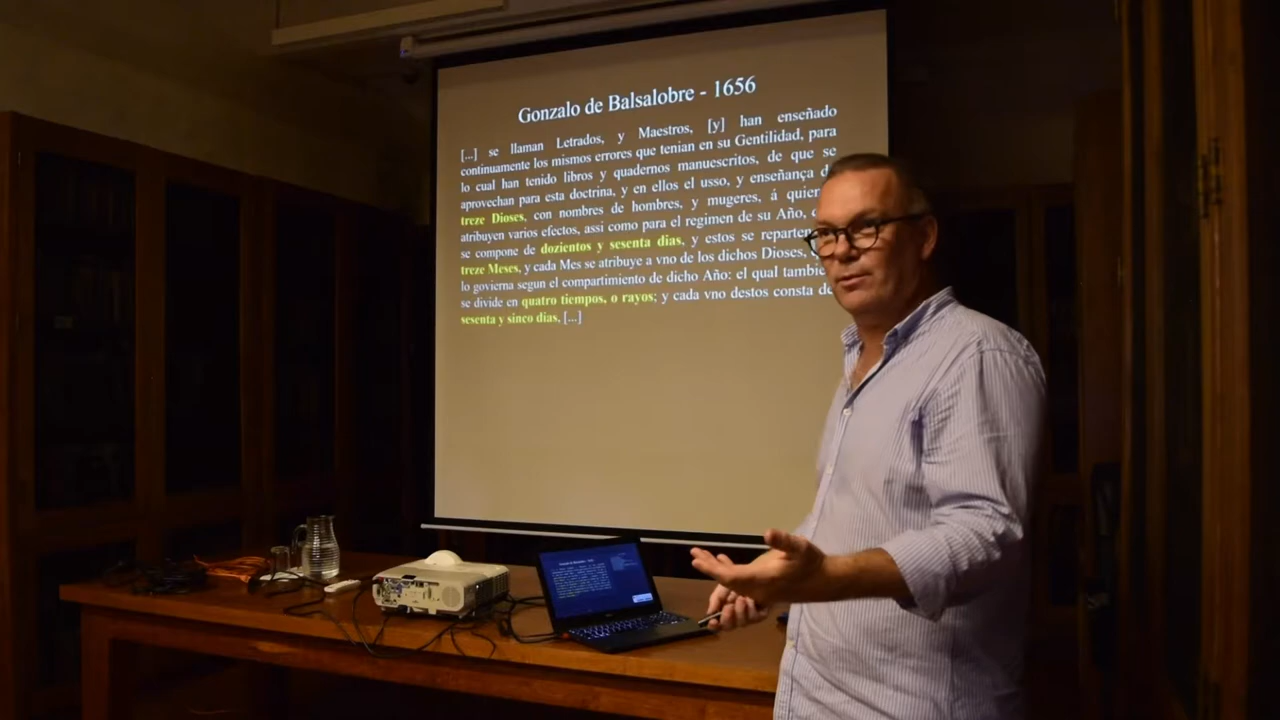 Gonzalo de Balsalobre - 1656
[...] se llaman Letrados, y Maestros, [y] han enseñado
continuamente los mismos errores que tenian en su Gentilidad, para
lo cual han tenido libros y quadernos manuescritos, de que se
aprovechan para esta doctrina, y en ellos el usso, y enseñança
treze Dioses, con nombres de hombres, y mugeres, á
atribuyen varios efectos, assi como para el regimen de su Año,
se compone de dozientos y sesenta dias, y estos se
treze Meses, y cada Mes se atribuye a vno de los dichos Dioses,
lo govierna segun el compartimiento de dicho Año: el qual
se divide en quatro tiempos, o rayos; y cada vno destos consta
sesenta y sinco dias, [...]